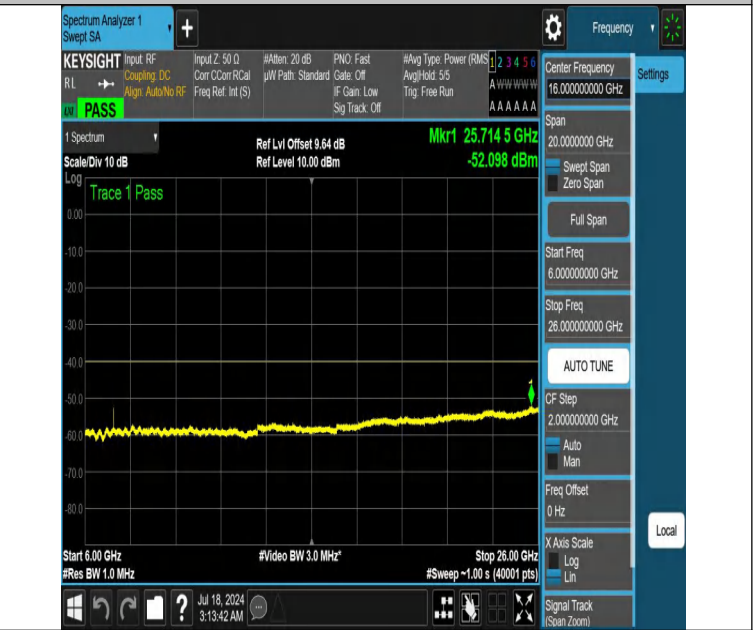 Spectrum Analyzer 1
Swept SA
+
Frequency
KEYSIGHT
RL
PASS
Input: RF
Coupling: DC
Align: Auto/No RF
Input Z: 50 Ω
Corr CCorr RCal
Freq Ref: Int (S)
#Atten: 20 dB
µW Path: Standard
PNO: Fast
Gate: Off
IF Gain: Low
Sig Track: Off
#Avg Type: Power (RMS
Avg|Hold: 5/5
Trig: Free Run
1 2 3 4 5 6
A W W W W W
A A A A A A
Center Frequency
16.000000000 GHz
Settings
Span
20.0000000 GHz
Swept Span
Zero Span
Full Span
Start Freq
6.000000000 GHz
Stop Freq
26.000000000 GHz
AUTO TUNE
CF Step
2.000000000 GHz
Auto
Man
Freq Offset
0 Hz
X Axis Scale
Log
Lin
Signal Track
(Span Zoom)
Local
1 Spectrum
Scale/Div 10 dB
Ref Lvl Offset 9.64 dB
Ref Level 10.00 dBm
Mkr1 25.714 5 GHz
-52.098 dBm
Log
Trace 1 Pass
0.00
-10.0
-20.0
-30.0
-40.0
-50.0
-60.0
-70.0
-80.0
1
Start 6.00 GHz
#Res BW 1.0 MHz
#Video BW 3.0 MHz*
Stop 26.00 GHz
#Sweep ~1.00 s (40001 pts)
?
Jul 18, 2024
3:13:42 AM